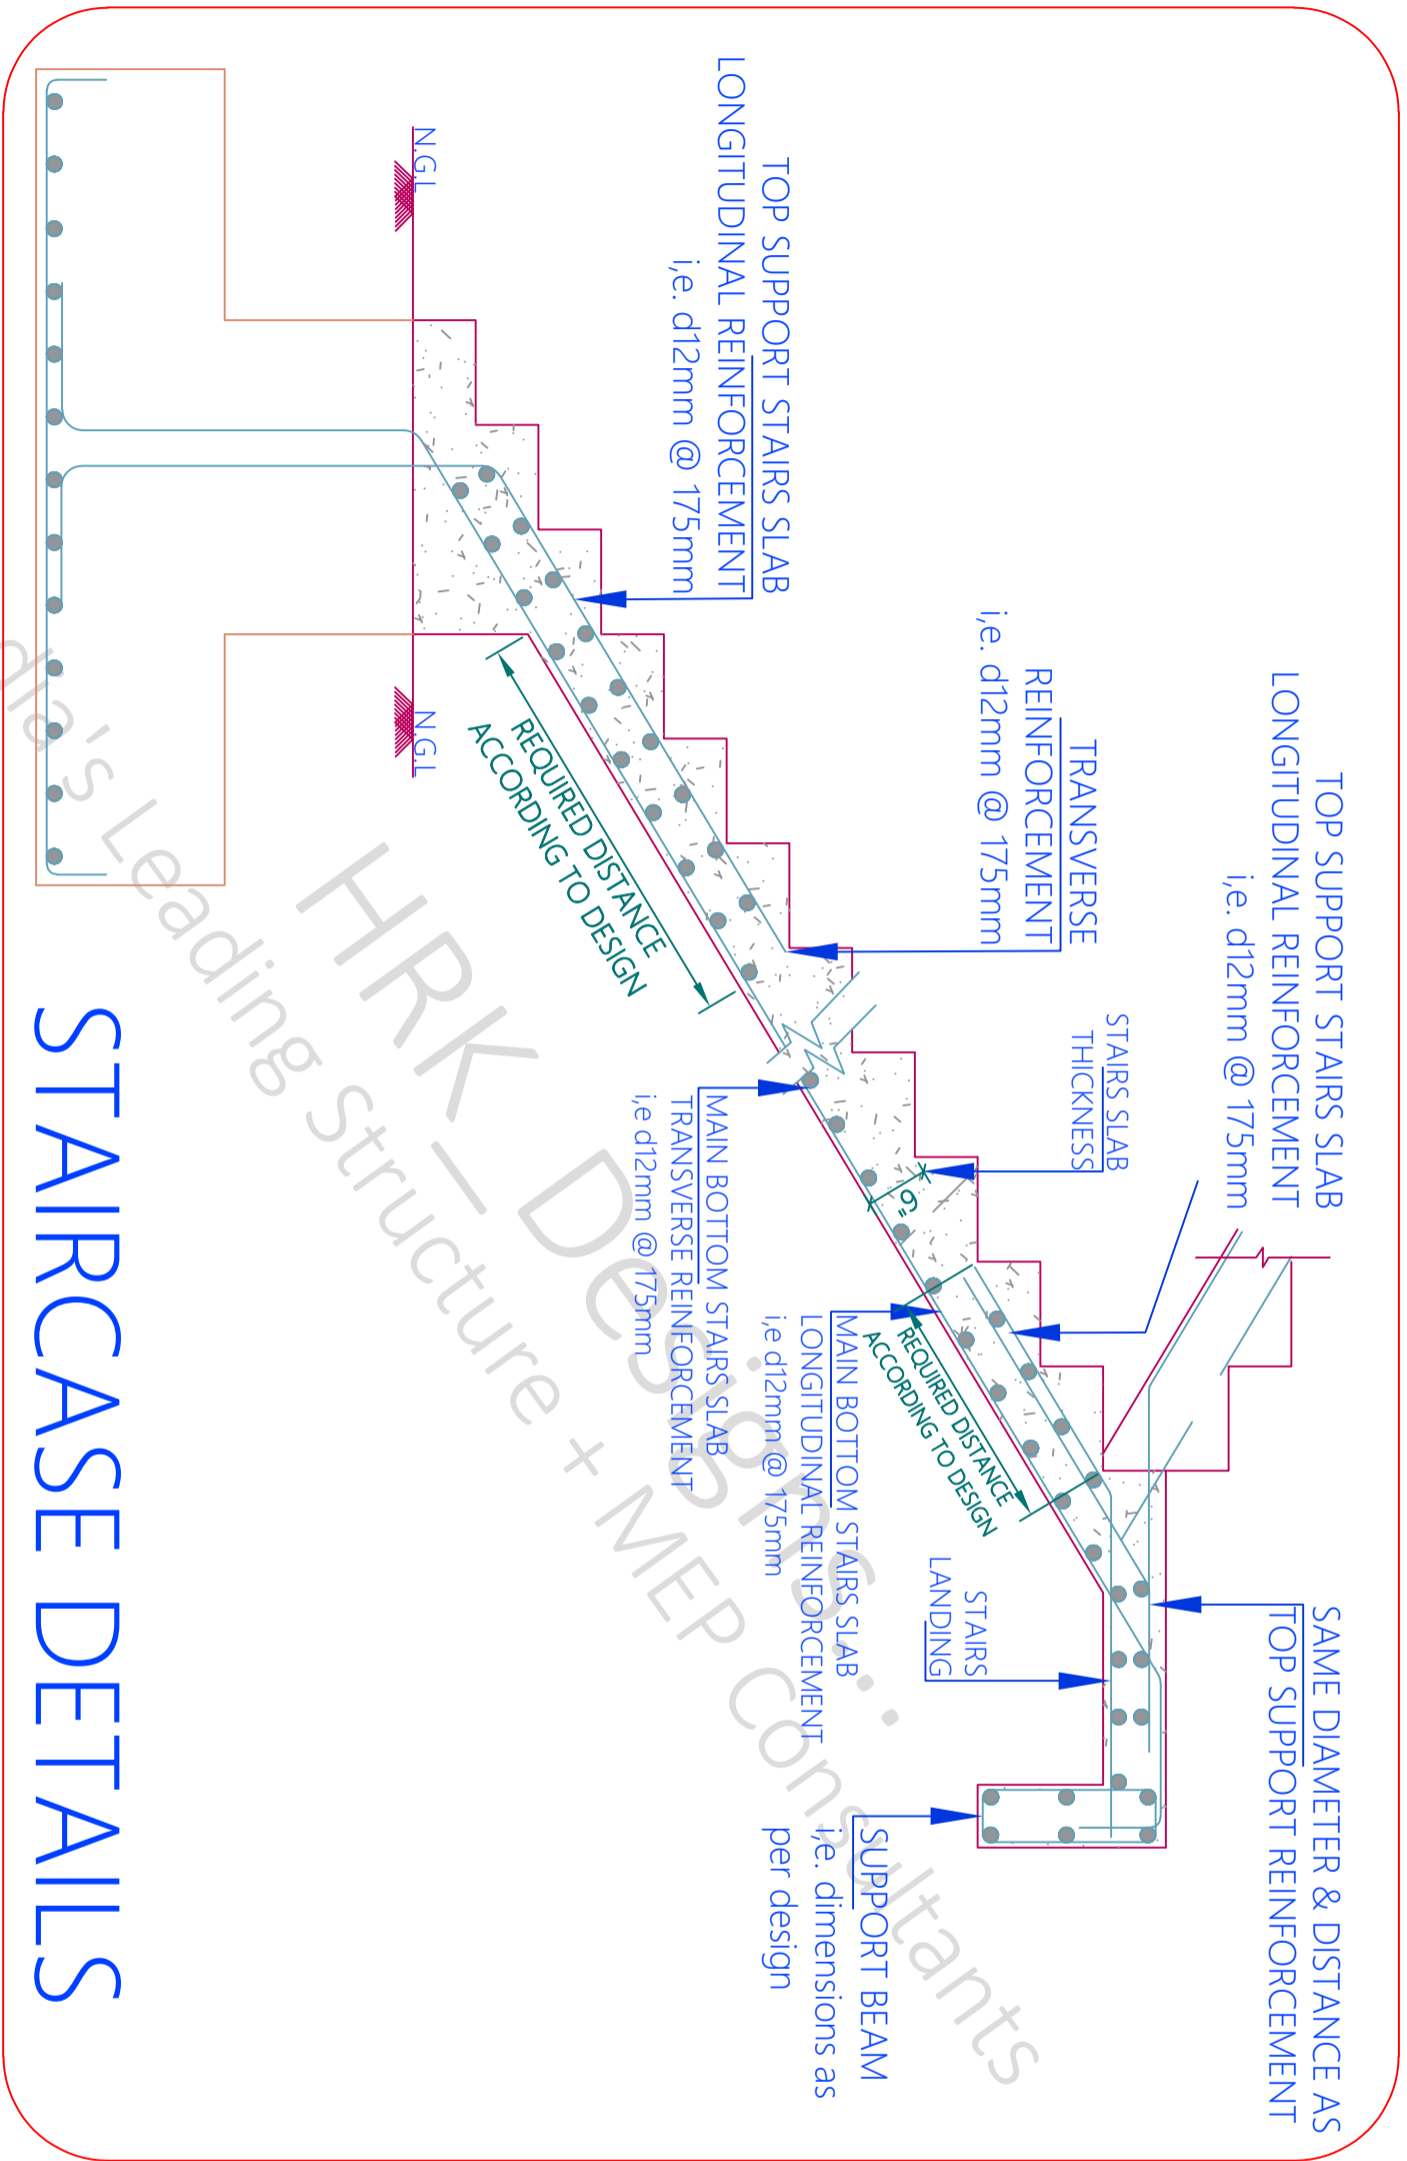 TOP SUPPORT STAIRS SLAB
LONGITUDINAL REINFORCEMENT
i,e. d12mm @ 175mm
SAME DIAMETER & DISTANCE AS
TOP SUPPORT REINFORCEMENT
STAIRS SLAB
THICKNESS
TRANSVERSE
REINFORCEMENT
i,e. d12mm @ 175mm
6"
STAIRS
LANDING
REQUIRED DISTANCE
ACCORDING TO DESIGN
SUPPORT BEAM
i,e. dimensions as
per design
TOP SUPPORT STAIRS SLAB
LONGITUDINAL REINFORCEMENT
i,e. d12mm @ 175mm
MAIN BOTTOM STAIRS SLAB
LONGITUDINAL REINFORCEMENT
i,e d12mm @ 175mm
MAIN BOTTOM STAIRS SLAB
TRANSVERSE REINFORCEMENT
i,e d12mm @ 175mm
REQUIRED DISTANCE
ACCORDING TO DESIGN
N.G.L
N.G.L
HRK_Designs...
dia's Leading Structure + MEP Consultants
STAIRCASE DETAILS